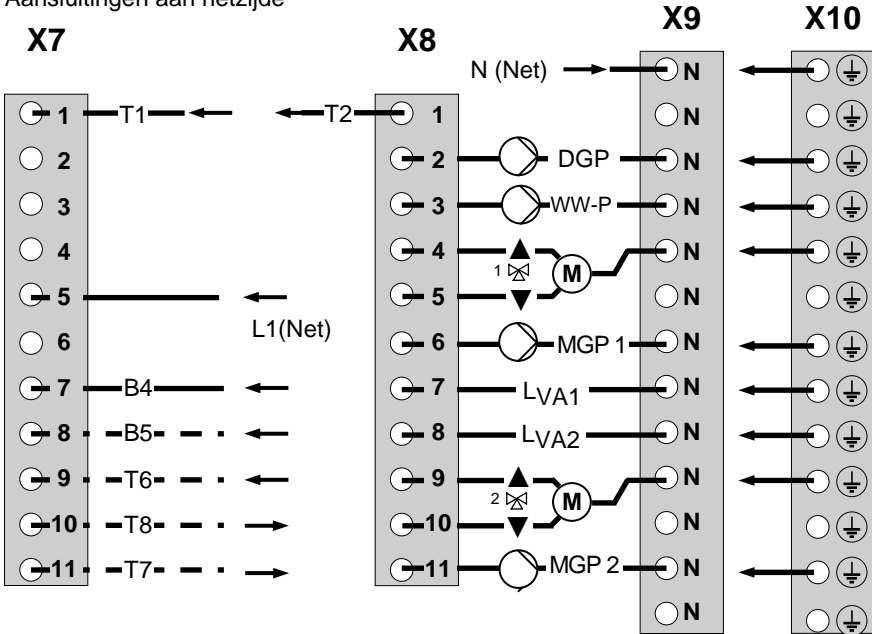 Aansluitingen aan netzijde
X7 X8 X9 X10
N (Net) N
1 T1 T2 1 N
2 2 DGP N
3 3 WW-P N
4 4 1 M N
5 5 N
L1(Net)
6 6 MGP 1 N
7 B4 7 LVA1 N
8 B5 8 LVA2 N
9 T6 9 2 M N
10 T8 10 N
11 T7 11 MGP 2 N
N